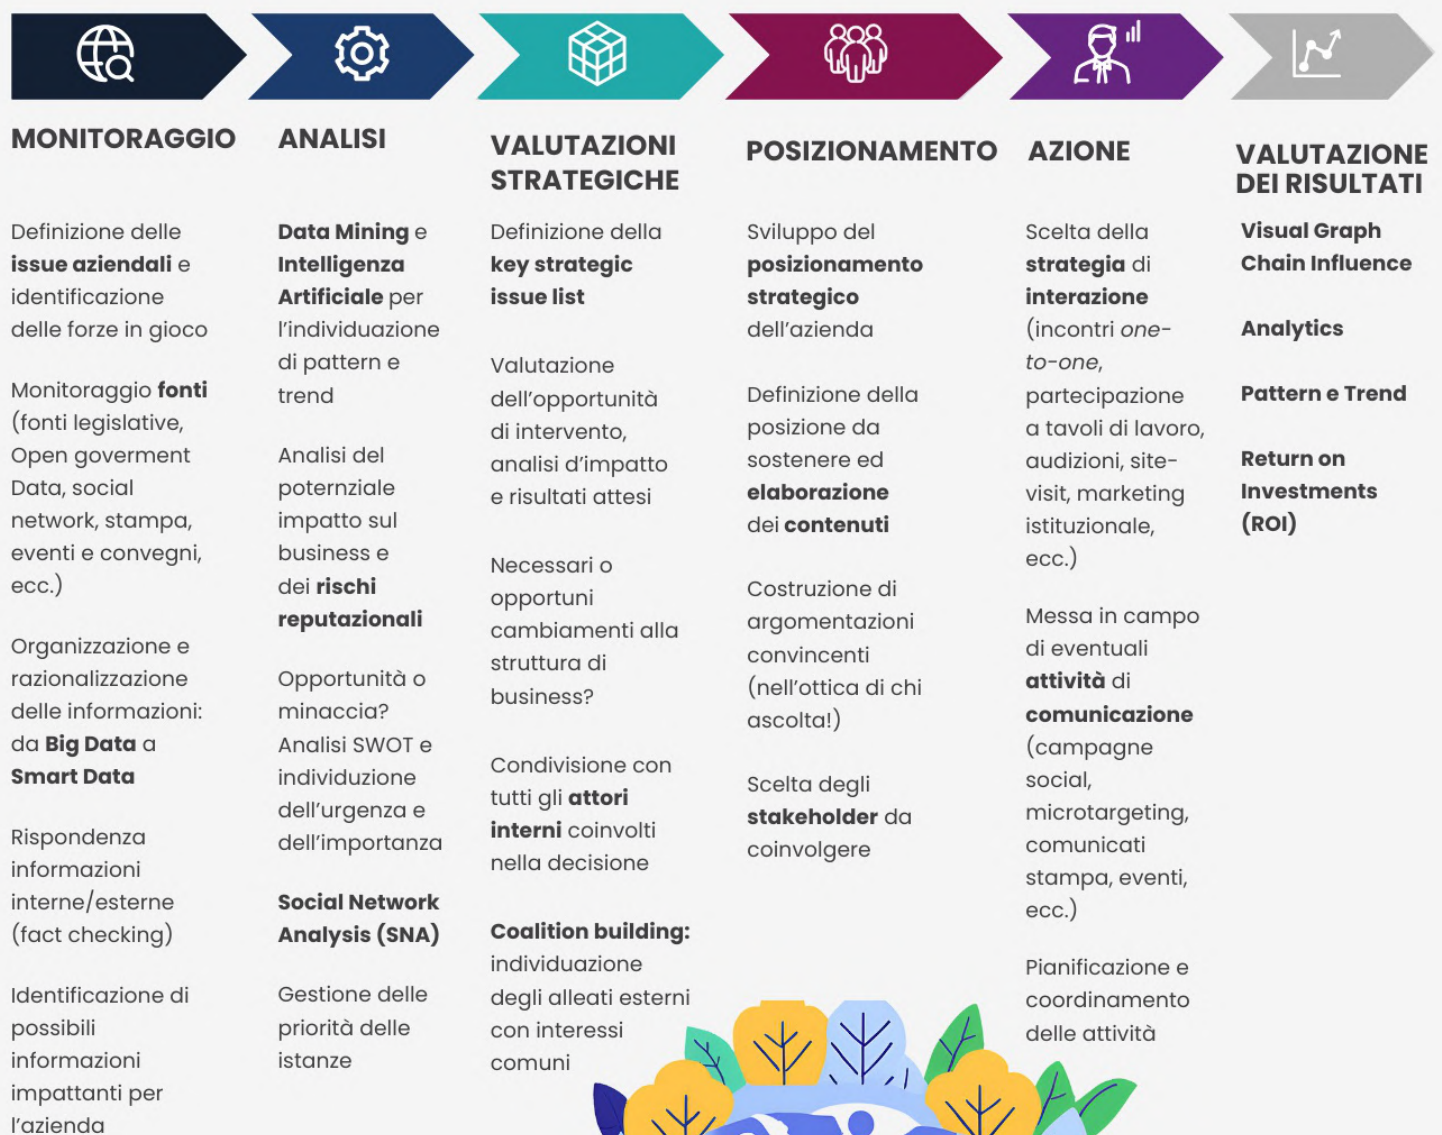 MONITORAGGIO
Definizione delle
issue aziendali e
identificazione
delle forze in gioco
Monitoraggio fonti
(fonti legislative,
Open goverment
Data, social
network, stampa,
eventi e convegni,
ecc.)
Organizzazione e
razionalizzazione
delle informazioni:
da Big Data a
Smart Data
Rispondenza
informazioni
interne/esterne
(fact checking)
Identificazione di
possibili
informazioni
impattanti per
l'azienda
ANALISI
Data Mining e
Intelligenza
Artificiale per
l'individuazione
di pattern e
trend
Analisi del
poternziale
impatto sul
business e
dei rischi
reputazionali
Opportunità o
minaccia?
Analisi SWOT e
individuzione
dell'urgenza e
dell'importanza
Social Network
Analysis (SNA)
Gestione delle
priorità delle
istanze
VALUTAZIONI
STRATEGICHE
Definizione della
key strategic
issue list
Valutazione
dell'opportunità
di intervento,
analisi d'impatto
e risultati attesi
Necessari o
opportuni
cambiamenti alla
struttura di
business?
Condivisione con
tutti gli attori
interni coinvolti
nella decisione
Coalition building:
individuazione
degli alleati esterni
con interessi
comuni
POSIZIONAMENTO
Sviluppo del
posizionamento
strategico
dell'azienda
Definizione della
posizione da
sostenere ed
elaborazione
dei contenuti
Costruzione di
argomentazioni
convincenti
(nell'ottica di chi
ascolta!)
Scelta degli
stakeholder da
coinvolgere
AZIONE
Scelta della
strategia di
interazione
(incontri one-
to-one,
partecipazione
a tavoli di lavoro,
audizioni, site-
visit, marketing
istituzionale,
ecc.)
Messa in campo
di eventuali
attività di
comunicazione
(campagne
social,
microtargeting,
comunicati
stampa, eventi,
ecc.)
Pianificazione e
coordinamento
delle attività
VALUTAZIONE
DEI RISULTATI
Visual Graph
Chain Influence
Analytics
Pattern e Trend
Return on
Investments
(ROI)